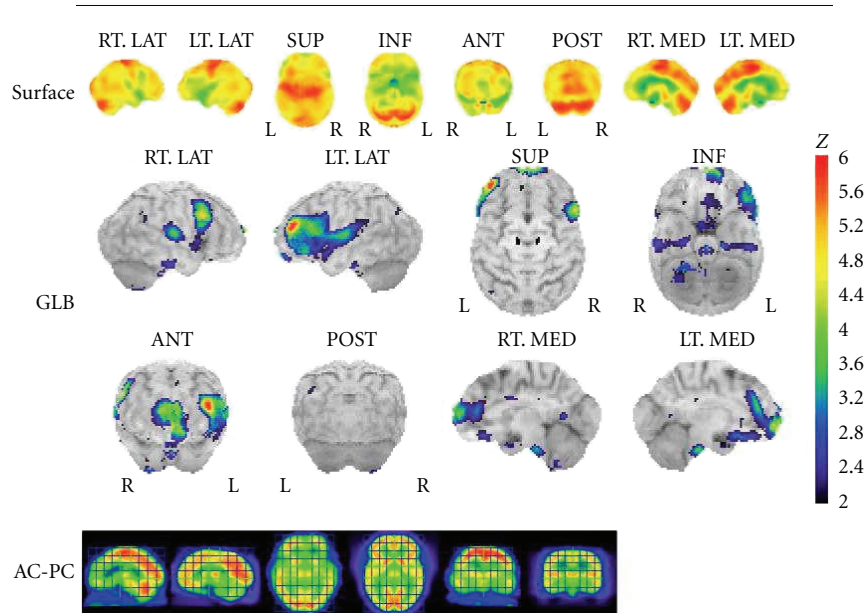 RT. LAT LT. LAT SUP INF ANT POST RT. MED LT. MED
Surface
L R R L R L L R
RT. LAT LT. LAT SUP INF
Z
6
5.6
5.2
4.8
4.4
4
3.6
3.2
2.8
2.4
2
GLB
L R R L
ANT POST RT. MED LT. MED
R L L R
AC-PC